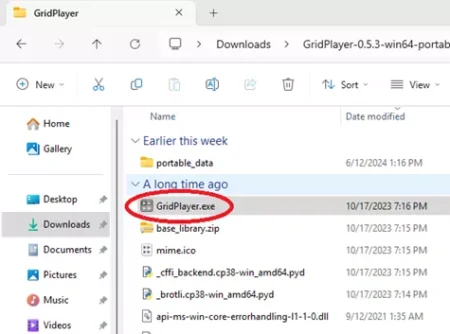 GridPlayer
Downloads > GridPlayer-0.5.3-win64-porta
New
Sort
View
Name
Date modified
Home
Gallery
Desktop
Downloads
Documents
Pictures
Music
Videos
Earlier this week
portable_data 6/12/2024 1:16 PM
A long time ago
GridPlayer.exe 10/17/2023 7:16 PM
base_library.zip 10/17/2023 7:15 PM
mime.ico 10/17/2023 7:15 PM
_cffi_backend.cp38-win_amd64.pyd 10/17/2023 7:15 PM
_brotli.cp38-win_amd64.pyd 10/17/2023 7:14 PM
api-ms-win-core-errorhandling-l1-1-0.dll 9/12/2021 1:35 AM